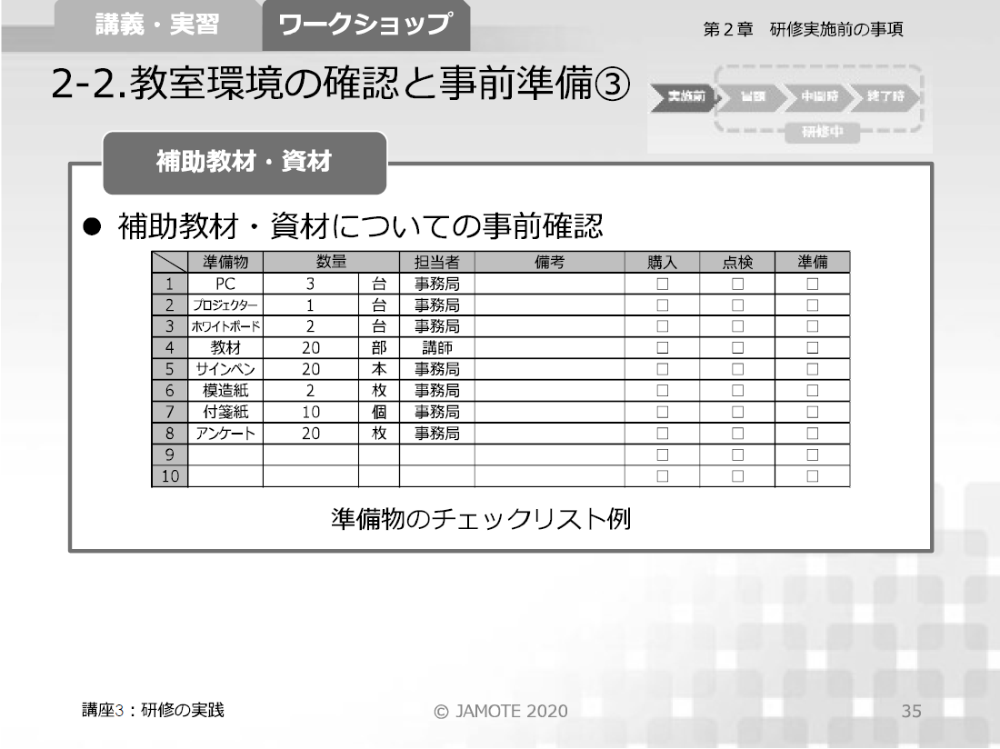 講義・実習 ワークショップ
第２章　研修実施前の事項
2-2.教室環境の確認と事前準備③
実施前 冒頭 中間時 終了時
研修中
補助教材・資材
● 補助教材・資材についての事前確認
準備物 数量 担当者 備考 購入 点検 準備
1 PC 3 台 事務局 □ □ □
2 プロジェクター 1 台 事務局 □ □ □
3 ホワイトボード 2 台 事務局 □ □ □
4 教材 20 部 講師 □ □ □
5 サインペン 20 本 事務局 □ □ □
6 模造紙 2 枚 事務局 □ □ □
7 付箋紙 10 個 事務局 □ □ □
8 アンケート 20 枚 事務局 □ □ □
9 □ □ □
10 □ □ □
準備物のチェックリスト例
講座3：研修の実践
© JAMOTE 2020
35